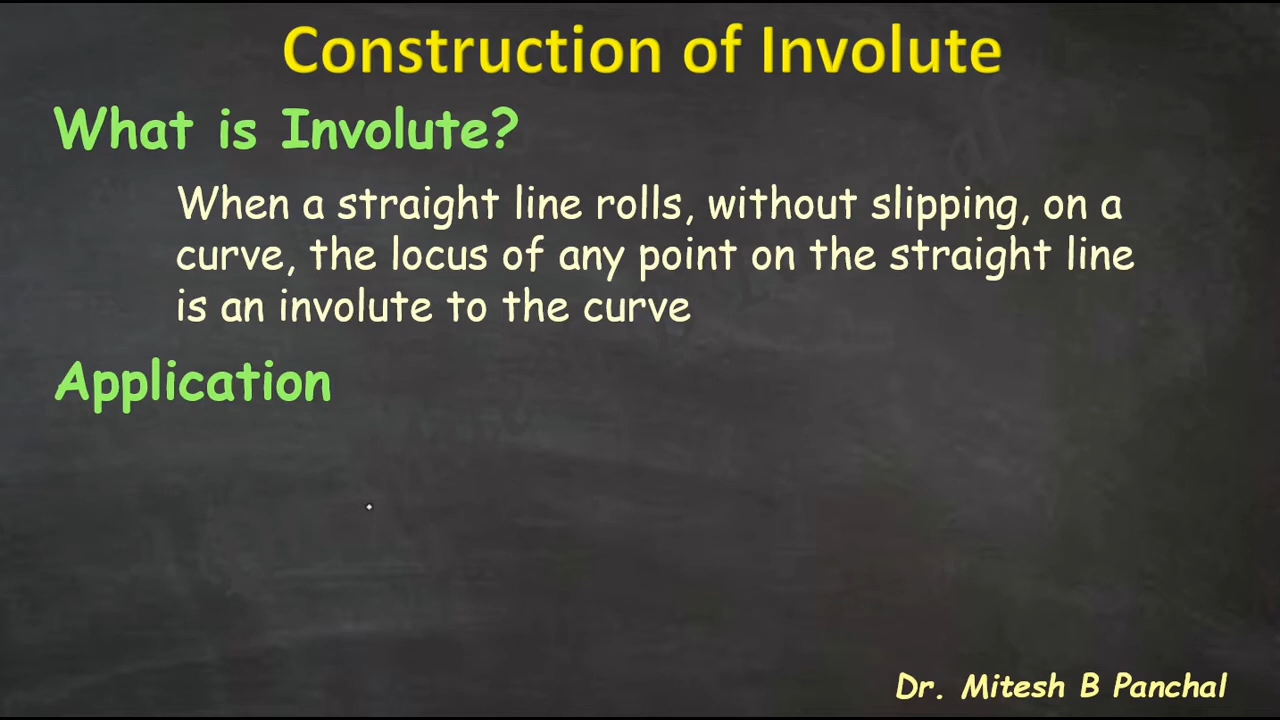 Construction of Involute
What is Involute?
When a straight line rolls, without slipping, on a
curve, the locus of any point on the straight line
is an involute to the curve
Application
Dr. Mitesh B Panchal